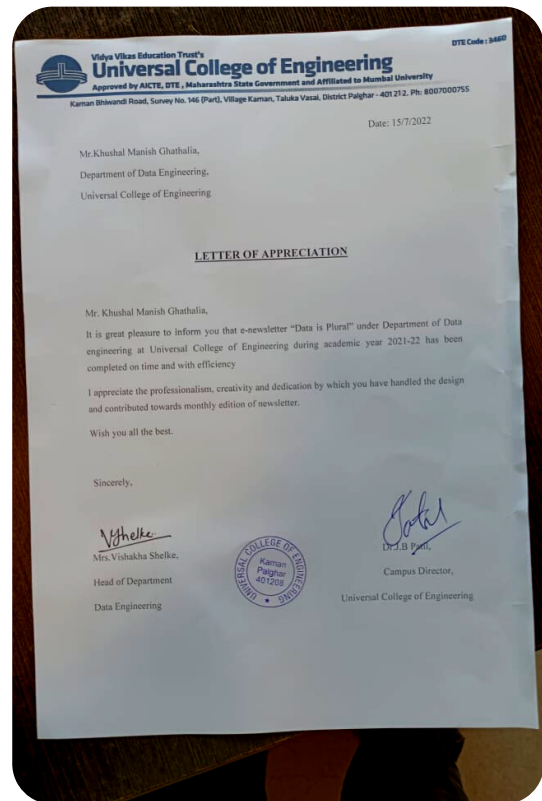 Vidya Vikas Education Trust's
DTE Code : 3460
Universal College of Engineering
Approved by AICTE, DTE , Maharashtra State Government and Affiliated to Mumbai University
Kaman Bhiwandi Road, Survey No. 146 (Part), Village Kaman, Taluka Vasai, District Palghar - 401 212. Ph: 8007000755
Date: 15/7/2022
Mr.Khushal Manish Ghathalia,
Department of Data Engineering,
Universal College of Engineering
LETTER OF APPRECIATION
Mr. Khushal Manish Ghathalia,
It is great pleasure to inform you that e-newsletter “Data is Plural” under Department of Data
engineering at Universal College of Engineering during academic year 2021-22 has been
completed on time and with efficiency
I appreciate the professionalism, creativity and dedication by which you have handled the design
and contributed towards monthly edition of newsletter.
Wish you all the best.
Sincerely,
VShelke
Mrs.Vishakha Shelke,
Head of Department
Data Engineering
UNIVERSAL COLLEGE OF ENGINEERING
Kaman
Palghar
401208
Dr.J.B
Campus Director,
Universal College of Engineering